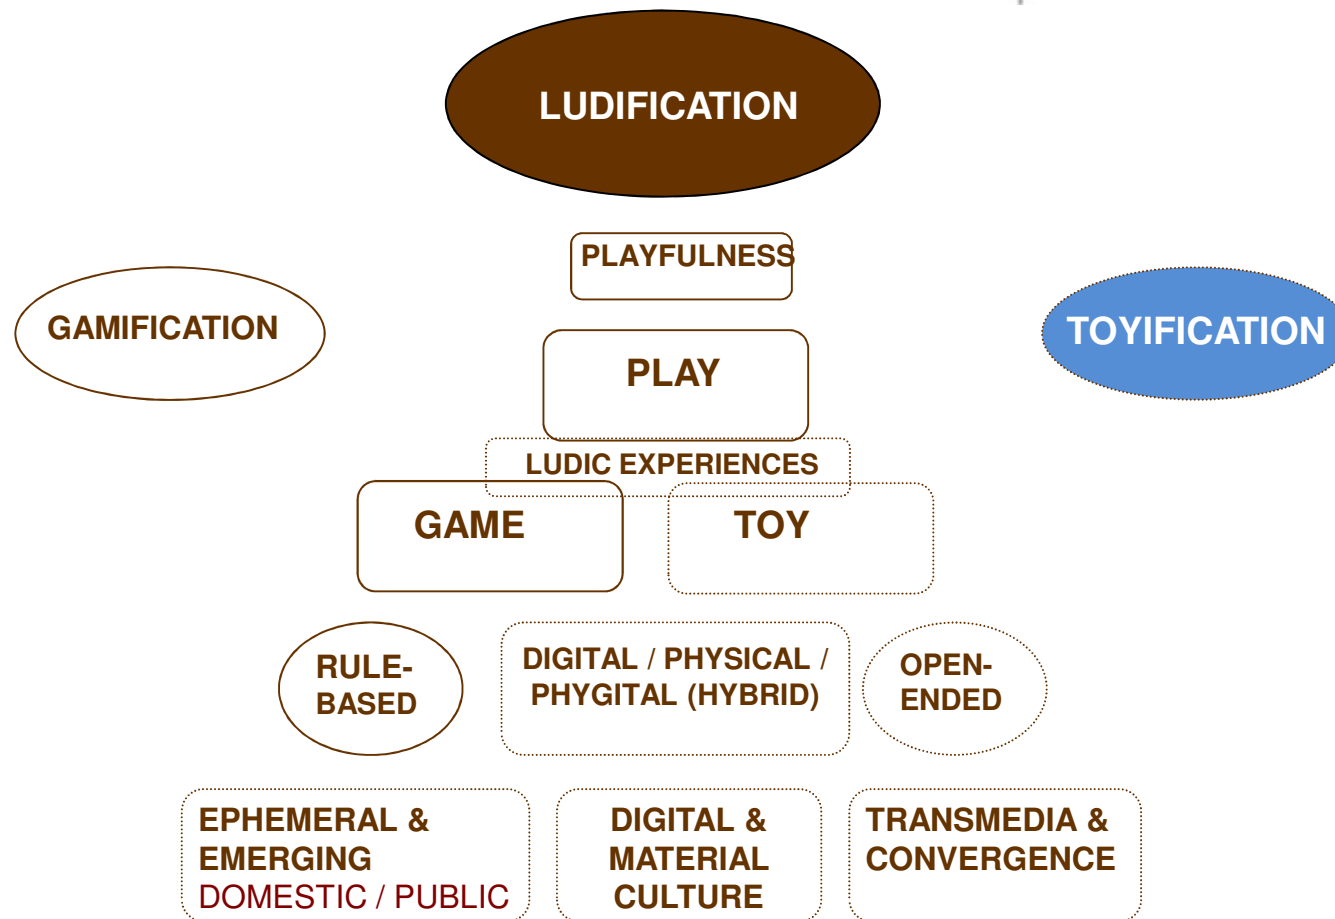 LUDIFICATION
PLAYFULNESS
GAMIFICATION
TOYIFICATION
PLAY
LUDIC EXPERIENCES
GAME
TOY
RULE-
BASED
DIGITAL / PHYSICAL /
PHYGITAL (HYBRID)
OPEN-
ENDED
EPHEMERAL &
EMERGING
DOMESTIC / PUBLIC
DIGITAL &
MATERIAL
CULTURE
TRANSMEDIA &
CONVERGENCE